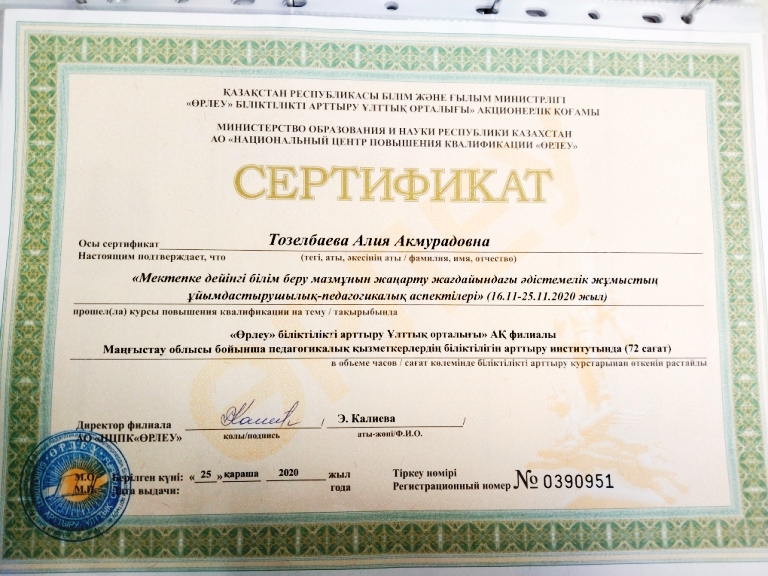 ҚАЗАҚСТАН РЕСПУБЛИКАСЫ БІЛІМ ЖӘНЕ ҒЫЛЫМ МИНИСТРЛІГІ
«ӨРЛЕУ» БІЛІКТІЛІКТІ АРТТЫРУ ҰЛТТЫҚ ОРТАЛЫҒЫ» АКЦИОНЕРЛІК ҚОҒАМЫ
МИНИСТЕРСТВО ОБРАЗОВАНИЯ И НАУКИ РЕСПУБЛИКИ КАЗАХСТАН
АО «НАЦИОНАЛЬНЫЙ ЦЕНТР ПОВЫШЕНИЯ КВАЛИФИКАЦИИ «ӨРЛЕУ»
СЕРТИФИКАТ
Осы сертификат Тозелбаева Алия Акмурадовна
Настоящим подтверждает, что (тегі, аты, әкесінің аты / фамилия, имя, отчество)
«Мектепке дейінгі білім беру мазмұнын жаңарту жағдайындағы әдістемелік жұмыстың
ұйымдастырушылық-педагогикалық аспектілері» (16.11-25.11.2020 жыл)
прошел(ла) курсы повышения квалификации на тему / тақырыбында
«Өрлеу» біліктілікті арттыру Ұлттық орталығы» АҚ филиалы
Маңғыстау облысы бойынша педагогикалық қызметкерлердің біліктілігін арттыру институтында (72 сағат)
в объеме часов / сағат көлемінде біліктілікті арттыру курстарынан өткенін растайды
Директор филиала / Э. Калиева /
АО «НЦПК«ӨРЛЕУ» қолы/подпись аты-жөні/Ф.И.О.
М.О. Берілген күні: « 25 » қараша 2020 жыл Тіркеу нөмірі
М.П. Дата выдачи: года Регистрационный номер № 0390951